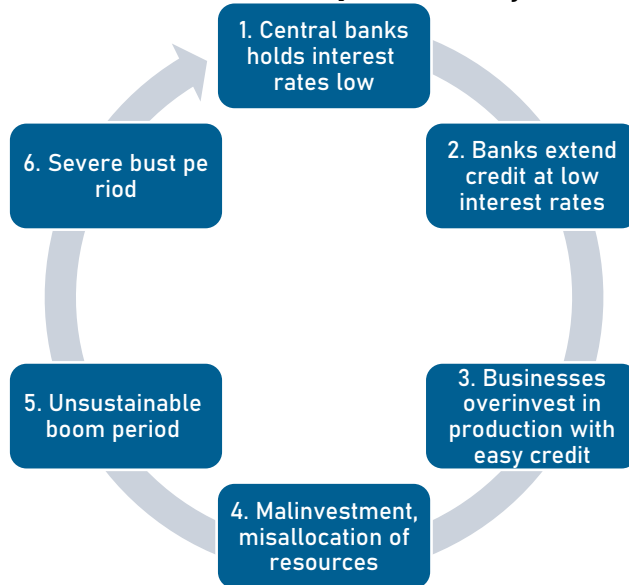 1. Central banks
holds interest
rates low
2. Banks extend
credit at low
interest rates
3. Businesses
overinvest in
production with
easy credit
4. Malinvestment,
misallocation of
resources
5. Unsustainable
boom period
6. Severe bust pe
riod